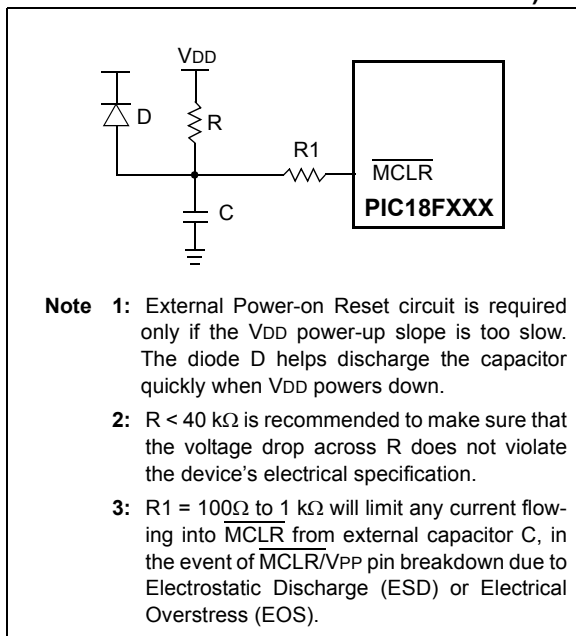 VDD
D
R
R1
MCLR
C
PIC18FXXX
Note 1: External Power-on Reset circuit is required
only if the VDD power-up slope is too slow.
The diode D helps discharge the capacitor
quickly when VDD powers down.
2: R < 40 kΩ is recommended to make sure that
the voltage drop across R does not violate
the device's electrical specification.
3: R1 = 100Ω to 1 kΩ will limit any current flow-
ing into MCLR from external capacitor C, in
the event of MCLR/VPP pin breakdown due to
Electrostatic Discharge (ESD) or Electrical
Overstress (EOS).